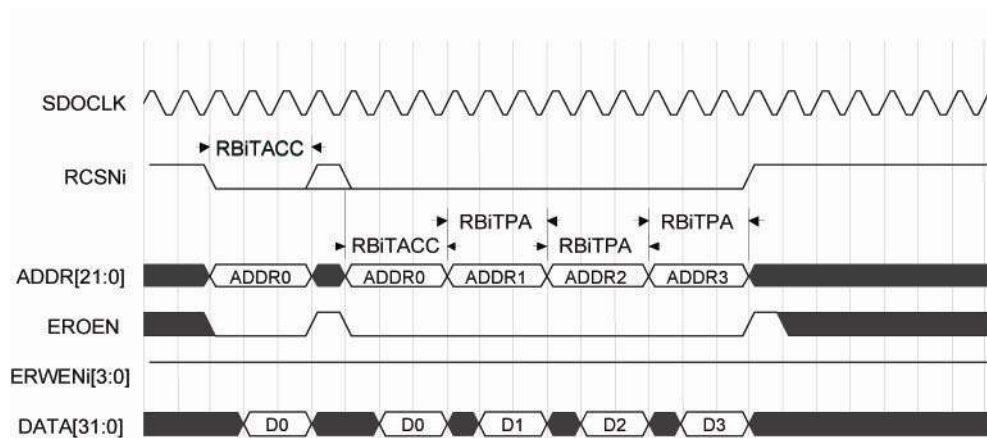 SDOCLK
RBiTACC
RCSNi
RBiTPA RBiTPA
RBiTACC RBiTPA
ADDR[21:0] ADDR0 ADDR0 ADDR1 ADDR2 ADDR3
EROEN
ERWENi[3:0]
DATA[31:0] D0 D0 D1 D2 D3